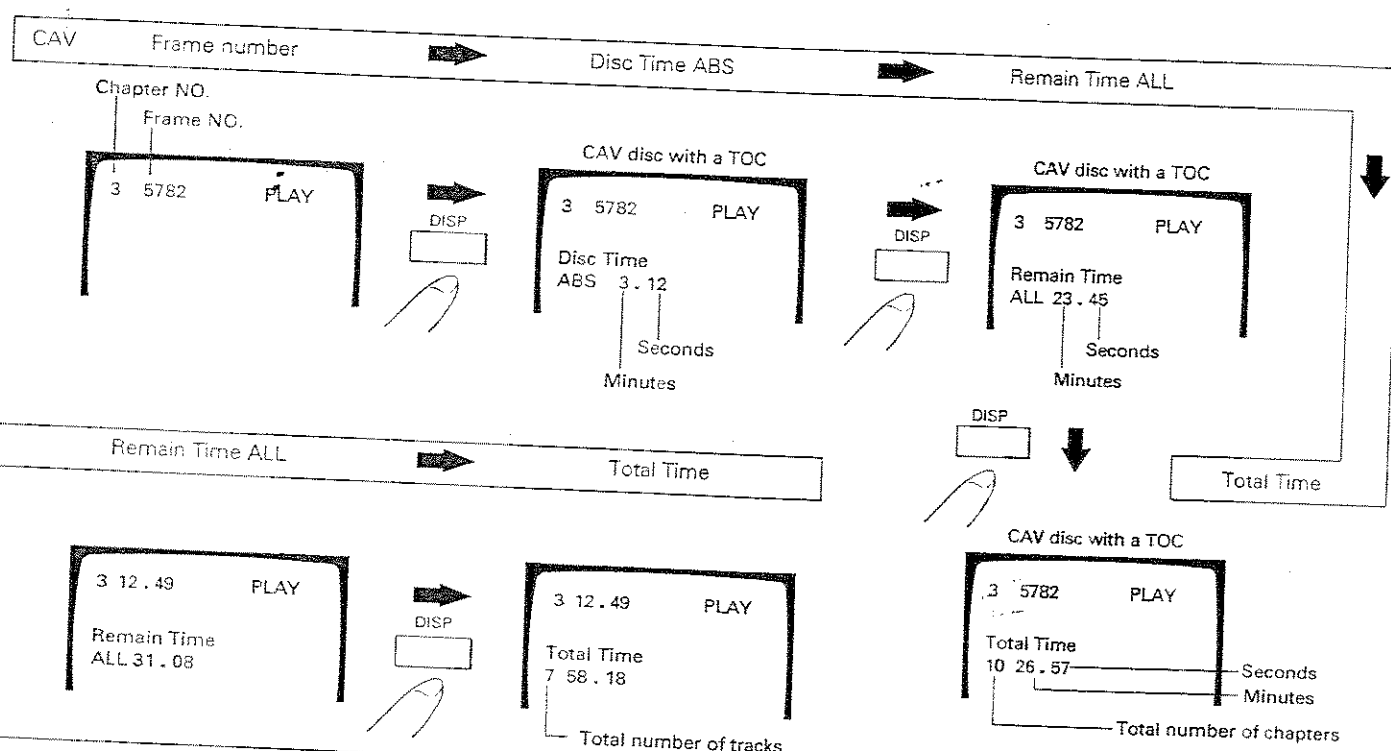 CAV Frame number Disc Time ABS Remain Time ALL
Chapter NO.
Frame NO.
3 5782 PLAY
DISP
CAV disc with a TOC
3 5782 PLAY
Disc Time
ABS 3.12
Seconds
Minutes
DISP
CAV disc with a TOC
3 5782 PLAY
Remain Time
ALL 23.45
Seconds
Minutes
DISP
Total Time
Remain Time ALL Total Time
3 12.49 PLAY
Remain Time
ALL 31.08
DISP
3 12.49 PLAY
Total Time
7 58.18
Total number of tracks
CAV disc with a TOC
3 5782 PLAY
Total Time
10 26.57
Seconds
Minutes
Total number of chapters